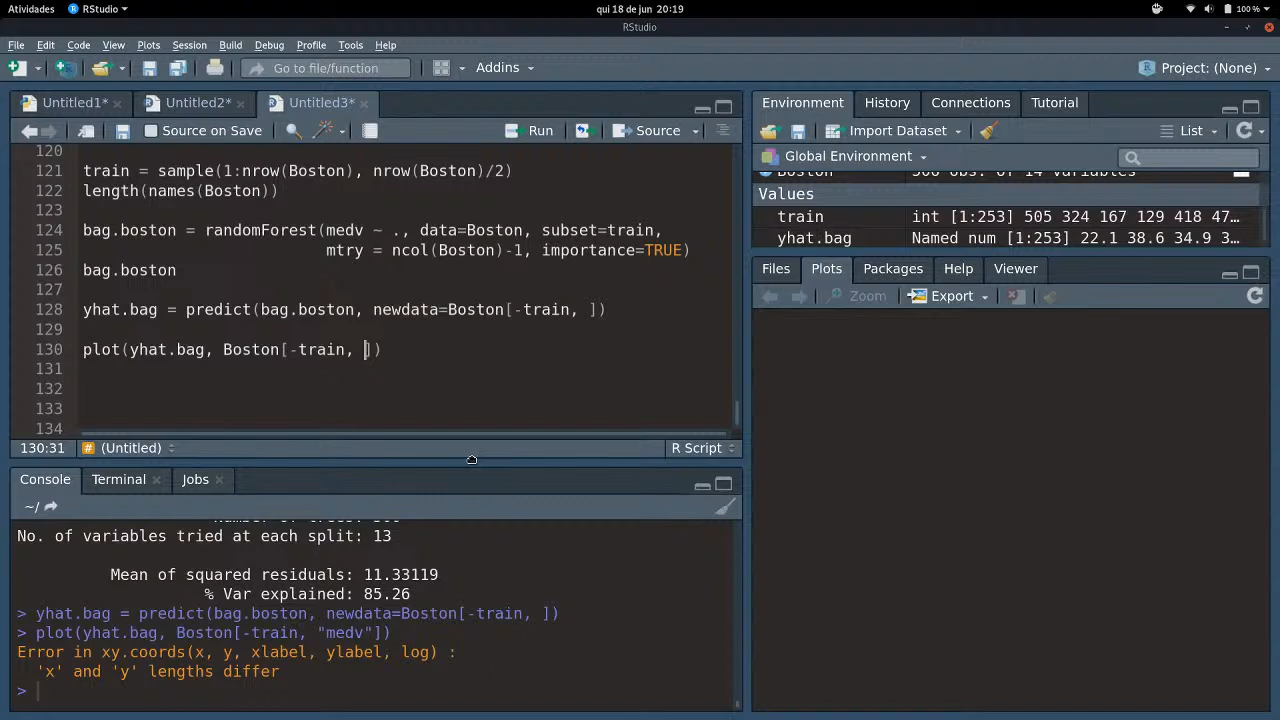 Atividades RStudio qui 18 de jun 20:19 100 %
RStudio
File Edit Code View Plots Session Build Debug Profile Tools Help
Go to file/function Addins Project: (None)
Untitled1* Untitled2* Untitled3*
Source on Save Run Source
120
121 train = sample(1:nrow(Boston), nrow(Boston)/2)
122 length(names(Boston))
123
124 bag.boston = randomForest(medv ~ ., data=Boston, subset=train,
125 mtry = ncol(Boston)-1, importance=TRUE)
126 bag.boston
127
128 yhat.bag = predict(bag.boston, newdata=Boston[-train, ])
129
130 plot(yhat.bag, Boston[-train, ])
131
132
133
134
130:31 # (Untitled) R Script
Console Terminal Jobs
~/
No. of variables tried at each split: 13
Mean of squared residuals: 11.33119
% Var explained: 85.26
> yhat.bag = predict(bag.boston, newdata=Boston[-train, ])
> plot(yhat.bag, Boston[-train, "medv"])
Error in xy.coords(x, y, xlabel, ylabel, log) :
'x' and 'y' lengths differ
>
Environment History Connections Tutorial
Import Dataset List
Global Environment
Values
train int [1:253] 505 324 167 129 418 47…
yhat.bag Named num [1:253] 22.1 38.6 34.9 3…
Files Plots Packages Help Viewer
Zoom Export